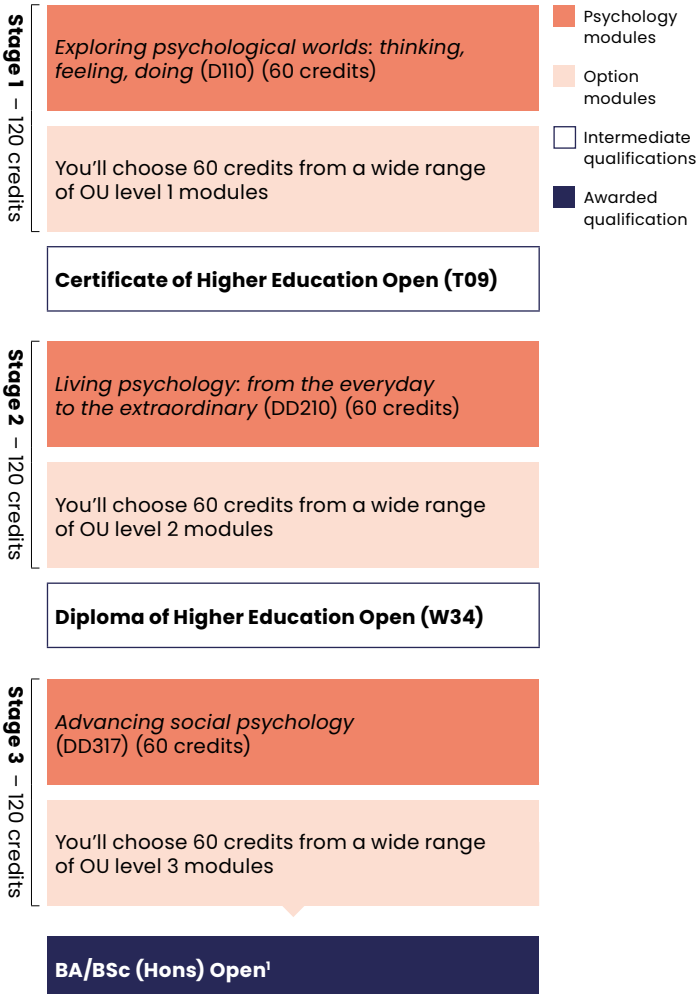 Stage 1 – 120 credits
Exploring psychological worlds: thinking,
feeling, doing (D110) (60 credits)
You’ll choose 60 credits from a wide range
of OU level 1 modules
Certificate of Higher Education Open (T09)
Stage 2 – 120 credits
Living psychology: from the everyday
to the extraordinary (DD210) (60 credits)
You’ll choose 60 credits from a wide range
of OU level 2 modules
Diploma of Higher Education Open (W34)
Stage 3 – 120 credits
Advancing social psychology
(DD317) (60 credits)
You’ll choose 60 credits from a wide range
of OU level 3 modules
BA/BSc (Hons) Open¹
Psychology
modules
Option
modules
Intermediate
qualifications
Awarded
qualification